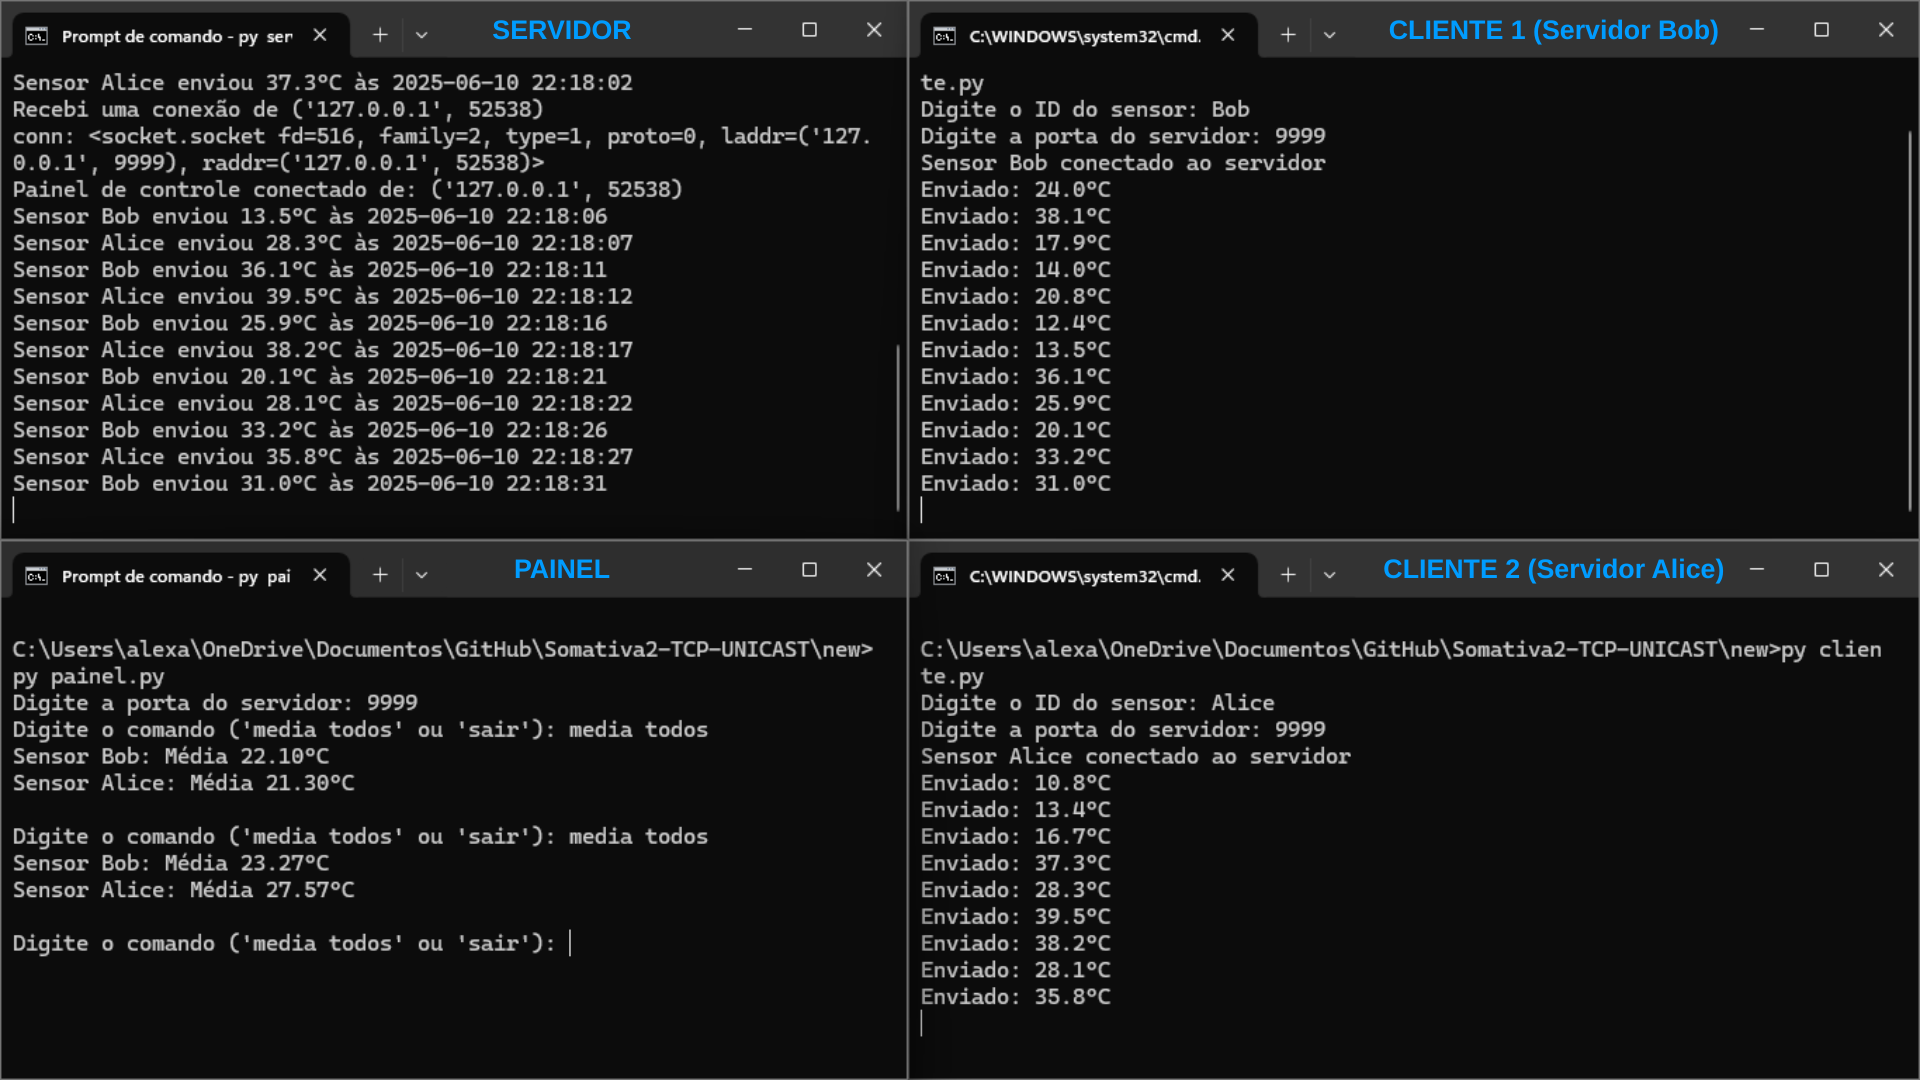 Prompt de comando - py ser
SERVIDOR
Sensor Alice enviou 37.3°C às 2025-06-10 22:18:02
Recebi uma conexão de ('127.0.0.1', 52538)
conn: <socket.socket fd=516, family=2, type=1, proto=0, laddr=('127.
0.0.1', 9999), raddr=('127.0.0.1', 52538)>
Painel de controle conectado de: ('127.0.0.1', 52538)
Sensor Bob enviou 13.5°C às 2025-06-10 22:18:06
Sensor Alice enviou 28.3°C às 2025-06-10 22:18:07
Sensor Bob enviou 36.1°C às 2025-06-10 22:18:11
Sensor Alice enviou 39.5°C às 2025-06-10 22:18:12
Sensor Bob enviou 25.9°C às 2025-06-10 22:18:16
Sensor Alice enviou 38.2°C às 2025-06-10 22:18:17
Sensor Bob enviou 20.1°C às 2025-06-10 22:18:21
Sensor Alice enviou 28.1°C às 2025-06-10 22:18:22
Sensor Bob enviou 33.2°C às 2025-06-10 22:18:26
Sensor Alice enviou 35.8°C às 2025-06-10 22:18:27
Sensor Bob enviou 31.0°C às 2025-06-10 22:18:31
C:\WINDOWS\system32\cmd.
CLIENTE 1 (Servidor Bob)
te.py
Digite o ID do sensor: Bob
Digite a porta do servidor: 9999
Sensor Bob conectado ao servidor
Enviado: 24.0°C
Enviado: 38.1°C
Enviado: 17.9°C
Enviado: 14.0°C
Enviado: 20.8°C
Enviado: 12.4°C
Enviado: 13.5°C
Enviado: 36.1°C
Enviado: 25.9°C
Enviado: 20.1°C
Enviado: 33.2°C
Enviado: 31.0°C
Prompt de comando - py pai
PAINEL
C:\Users\alexa\OneDrive\Documentos\GitHub\Somativa2-TCP-UNICAST\new>
py painel.py
Digite a porta do servidor: 9999
Digite o comando ('media todos' ou 'sair'): media todos
Sensor Bob: Média 22.10°C
Sensor Alice: Média 21.30°C
Digite o comando ('media todos' ou 'sair'): media todos
Sensor Bob: Média 23.27°C
Sensor Alice: Média 27.57°C
Digite o comando ('media todos' ou 'sair'):
C:\WINDOWS\system32\cmd.
CLIENTE 2 (Servidor Alice)
C:\Users\alexa\OneDrive\Documentos\GitHub\Somativa2-TCP-UNICAST\new>py clien
te.py
Digite o ID do sensor: Alice
Digite a porta do servidor: 9999
Sensor Alice conectado ao servidor
Enviado: 10.8°C
Enviado: 13.4°C
Enviado: 16.7°C
Enviado: 37.3°C
Enviado: 28.3°C
Enviado: 39.5°C
Enviado: 38.2°C
Enviado: 28.1°C
Enviado: 35.8°C